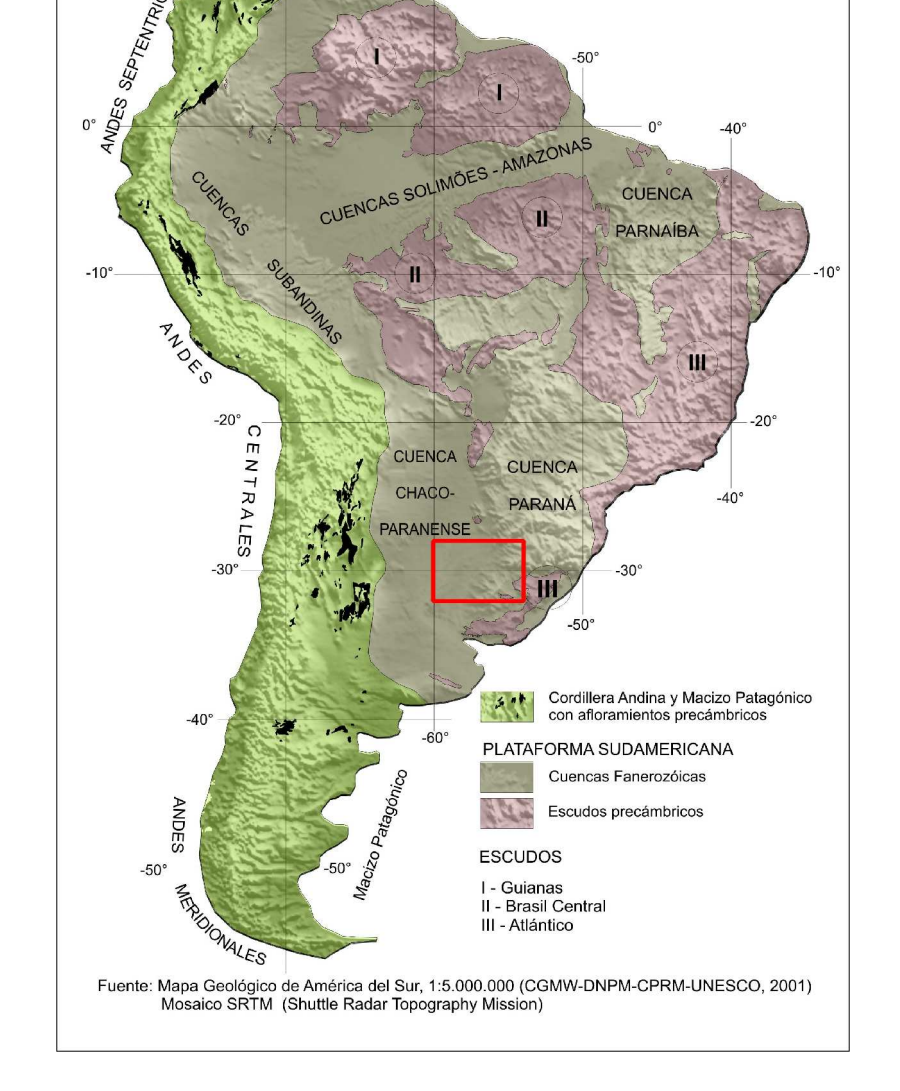 ANDES SEPTENTRIO
I
-50°
I
0°
0°
-40°
CUENCAS SOLIMÕES - AMAZONAS
CUENCAS
SUBANDINAS
CUENCA
PARNAÍBA
II
II
-10°
-10°
ANDES
III
-20°
-20°
CENTRALES
CUENCA
CHACO-
PARANENSE
CUENCA
PARANÁ
-40°
-30°
-30°
III
-50°
-40°
-60°
Cordillera Andina y Macizo Patagónico
con afloramientos precámbricos
PLATAFORMA SUDAMERICANA
Cuencas Fanerozóicas
Escudos precámbricos
ANDES
MERIDIONALES
Macizo Patagónico
-50°
-50°
ESCUDOS
I - Guianas
II - Brasil Central
III - Atlántico
Fuente: Mapa Geológico de América del Sur, 1:5.000.000 (CGMW-DNPM-CPRM-UNESCO, 2001)
Mosaico SRTM (Shuttle Radar Topography Mission)